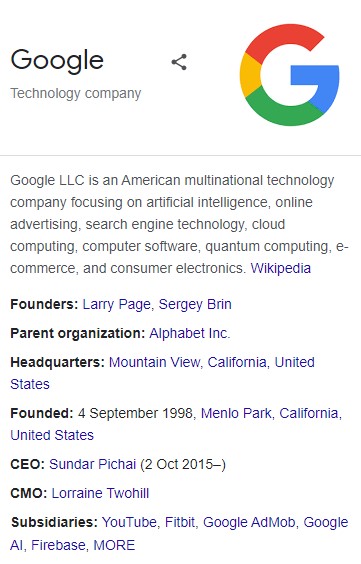 Google
Technology company
Google LLC is an American multinational technology
company focusing on artificial intelligence, online
advertising, search engine technology, cloud
computing, computer software, quantum computing, e-
commerce, and consumer electronics. Wikipedia
Founders: Larry Page, Sergey Brin
Parent organization: Alphabet Inc.
Headquarters: Mountain View, California, United
States
Founded: 4 September 1998, Menlo Park, California,
United States
CEO: Sundar Pichai (2 Oct 2015–)
CMO: Lorraine Twohill
Subsidiaries: YouTube, Fitbit, Google AdMob, Google
AI, Firebase, MORE